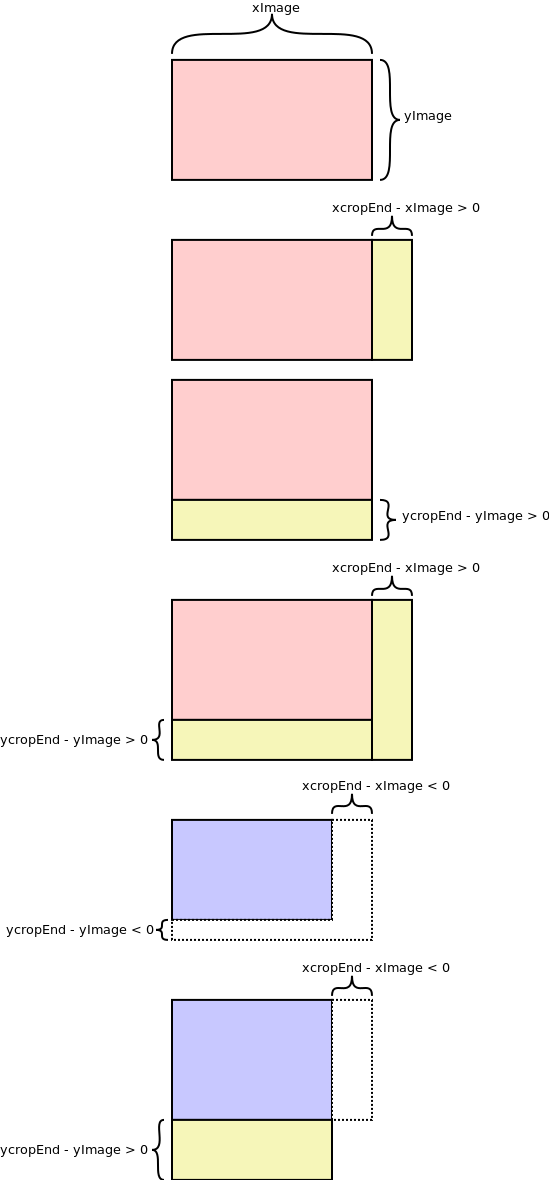 xImage
yImage
xcropEnd - xImage > 0
ycropEnd - yImage > 0
xcropEnd - xImage > 0
ycropEnd - yImage > 0
xcropEnd - xImage < 0
ycropEnd - yImage < 0
xcropEnd - xImage < 0
ycropEnd - yImage > 0